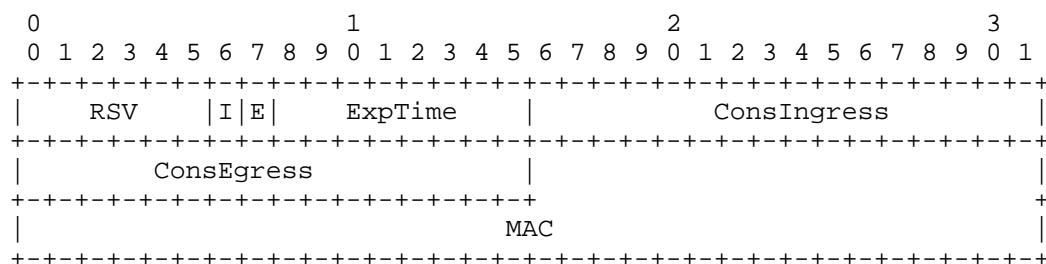 0                   1                   2                   3
 0 1 2 3 4 5 6 7 8 9 0 1 2 3 4 5 6 7 8 9 0 1 2 3 4 5 6 7 8 9 0 1
+-+-+-+-+-+-+-+-+-+-+-+-+-+-+-+-+-+-+-+-+-+-+-+-+-+-+-+-+-+-+-+-+
|    RSV    |I|E|    ExpTime    |           ConsIngress         |
+-+-+-+-+-+-+-+-+-+-+-+-+-+-+-+-+-+-+-+-+-+-+-+-+-+-+-+-+-+-+-+-+
|        ConsEgress             |                               |
+-+-+-+-+-+-+-+-+-+-+-+-+-+-+-+-+                               +
|                              MAC                              |
+-+-+-+-+-+-+-+-+-+-+-+-+-+-+-+-+-+-+-+-+-+-+-+-+-+-+-+-+-+-+-+-+